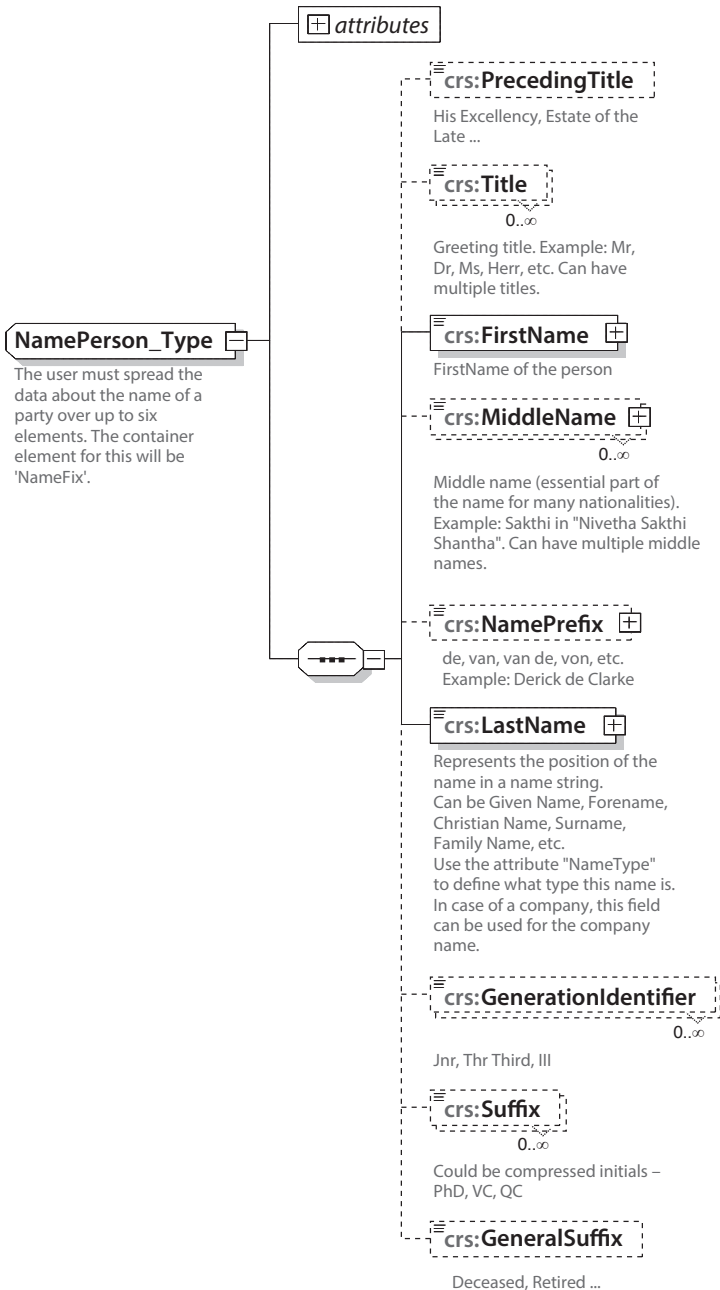 attributes
crs:PrecedingTitle
His Excellency, Estate of the
Late ...
crs:Title
0..∞
Greeting title. Example: Mr,
Dr, Ms, Herr, etc. Can have
multiple titles.
NamePerson_Type
The user must spread the
data about the name of a
party over up to six
elements. The container
element for this will be
'NameFix'.
crs:FirstName
FirstName of the person
crs:MiddleName
0..∞
Middle name (essential part of
the name for many nationalities).
Example: Sakthi in "Nivetha Sakthi
Shantha". Can have multiple middle
names.
crs:NamePrefix
de, van, van de, von, etc.
Example: Derick de Clarke
crs:LastName
Represents the position of the
name in a name string.
Can be Given Name, Forename,
Christian Name, Surname,
Family Name, etc.
Use the attribute "NameType"
to define what type this name is.
In case of a company, this field
can be used for the company
name.
crs:GenerationIdentifier
0..∞
Jnr, Thr Third, III
crs:Suffix
0..∞
Could be compressed initials –
PhD, VC, QC
crs:GeneralSuffix
Deceased, Retired ...